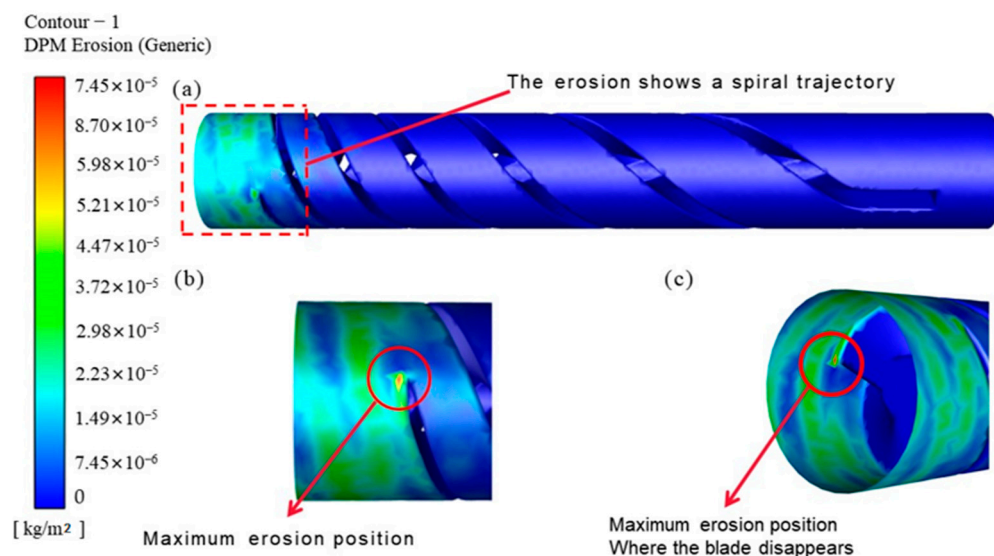 Contour − 1
DPM Erosion (Generic)
7.45×10⁻⁵
8.70×10⁻⁵
5.98×10⁻⁵
5.21×10⁻⁵
4.47×10⁻⁵
3.72×10⁻⁵
2.98×10⁻⁵
2.23×10⁻⁵
1.49×10⁻⁵
7.45×10⁻⁶
0
[ kg/m² ]
(a)
The erosion shows a spiral trajectory
(b)
Maximum erosion position
(c)
Maximum erosion position
Where the blade disappears